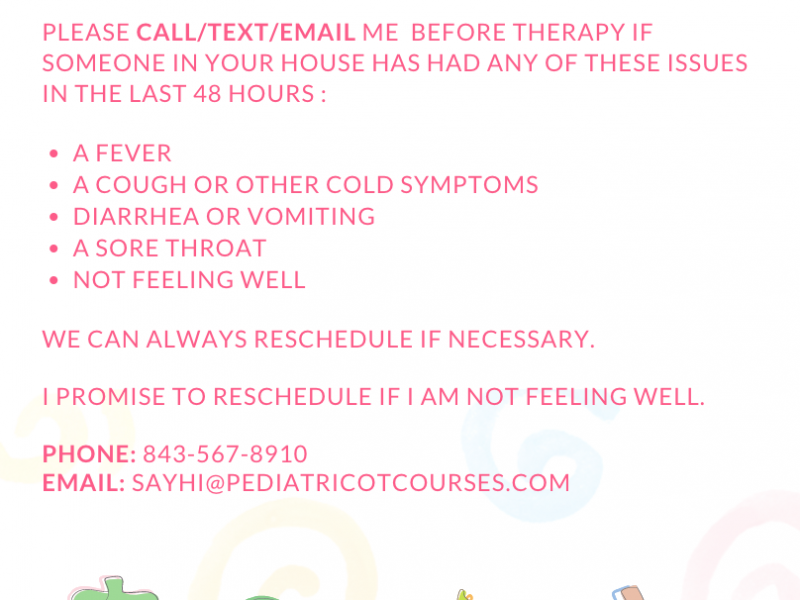 PLEASE CALL/TEXT/EMAIL ME BEFORE THERAPY IF
SOMEONE IN YOUR HOUSE HAS HAD ANY OF THESE ISSUES
IN THE LAST 48 HOURS :
• A FEVER
• A COUGH OR OTHER COLD SYMPTOMS
• DIARRHEA OR VOMITING
• A SORE THROAT
• NOT FEELING WELL
WE CAN ALWAYS RESCHEDULE IF NECESSARY.
I PROMISE TO RESCHEDULE IF I AM NOT FEELING WELL.
PHONE: 843-567-8910
EMAIL: SAYHI@PEDIATRICOTCOURSES.COM